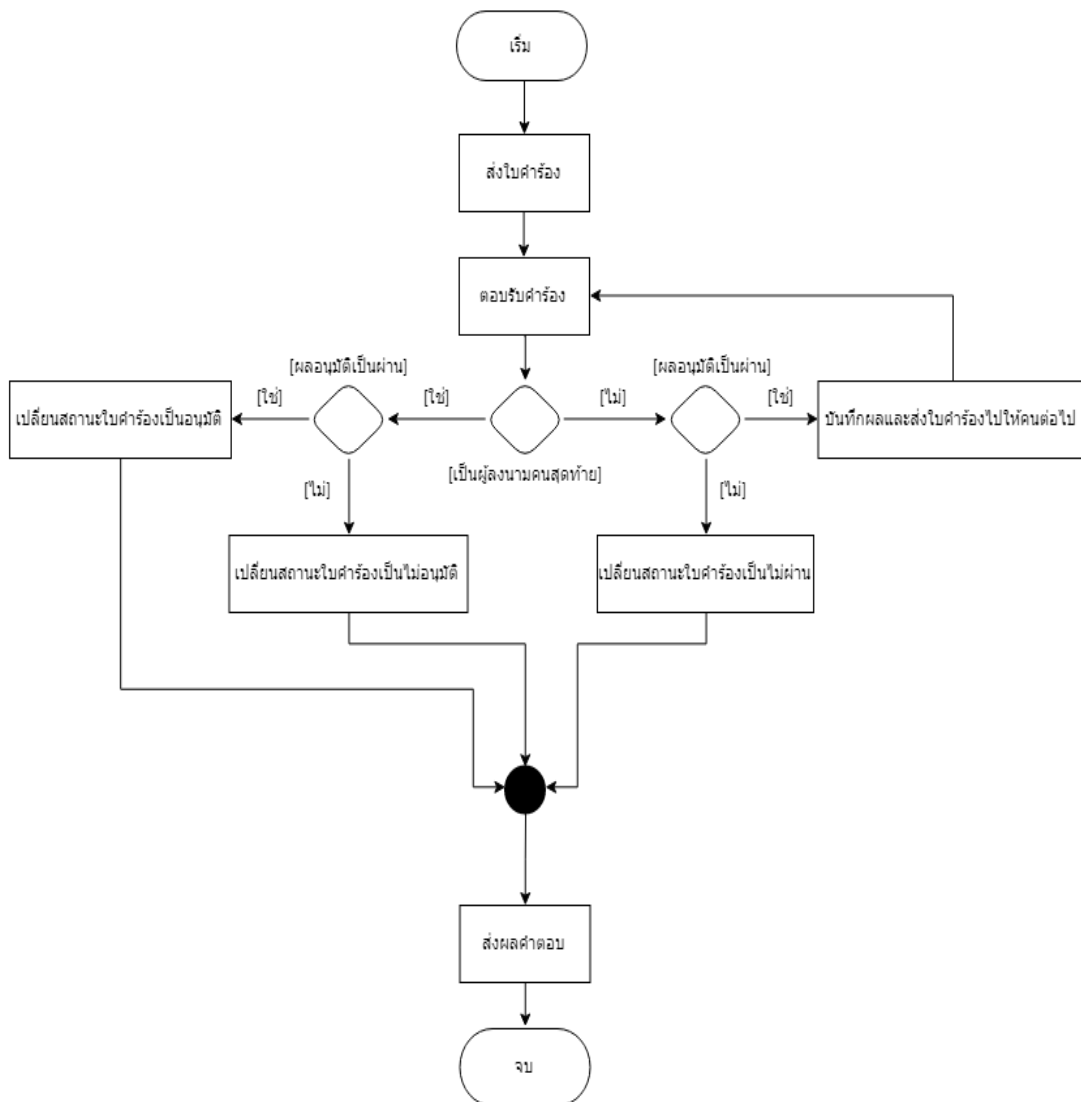 เริ่ม
ส่งใบคำร้อง
ตอบรับคำร้อง
[ผลอนุมัติเป็นผ่าน]
[ผลอนุมัติเป็นผ่าน]
เปลี่ยนสถานะใบคำร้องเป็นอนุมัติ
[ใช่]
[ใช่]
[ไม่]
[ใช่]
บันทึกผลและส่งใบคำร้องไปให้คนต่อไป
[เป็นผู้ลงนามคนสุดท้าย]
[ไม่]
[ไม่]
เปลี่ยนสถานะใบคำร้องเป็นไม่อนุมัติ
เปลี่ยนสถานะใบคำร้องเป็นไม่ผ่าน
ส่งผลคำตอบ
จบ